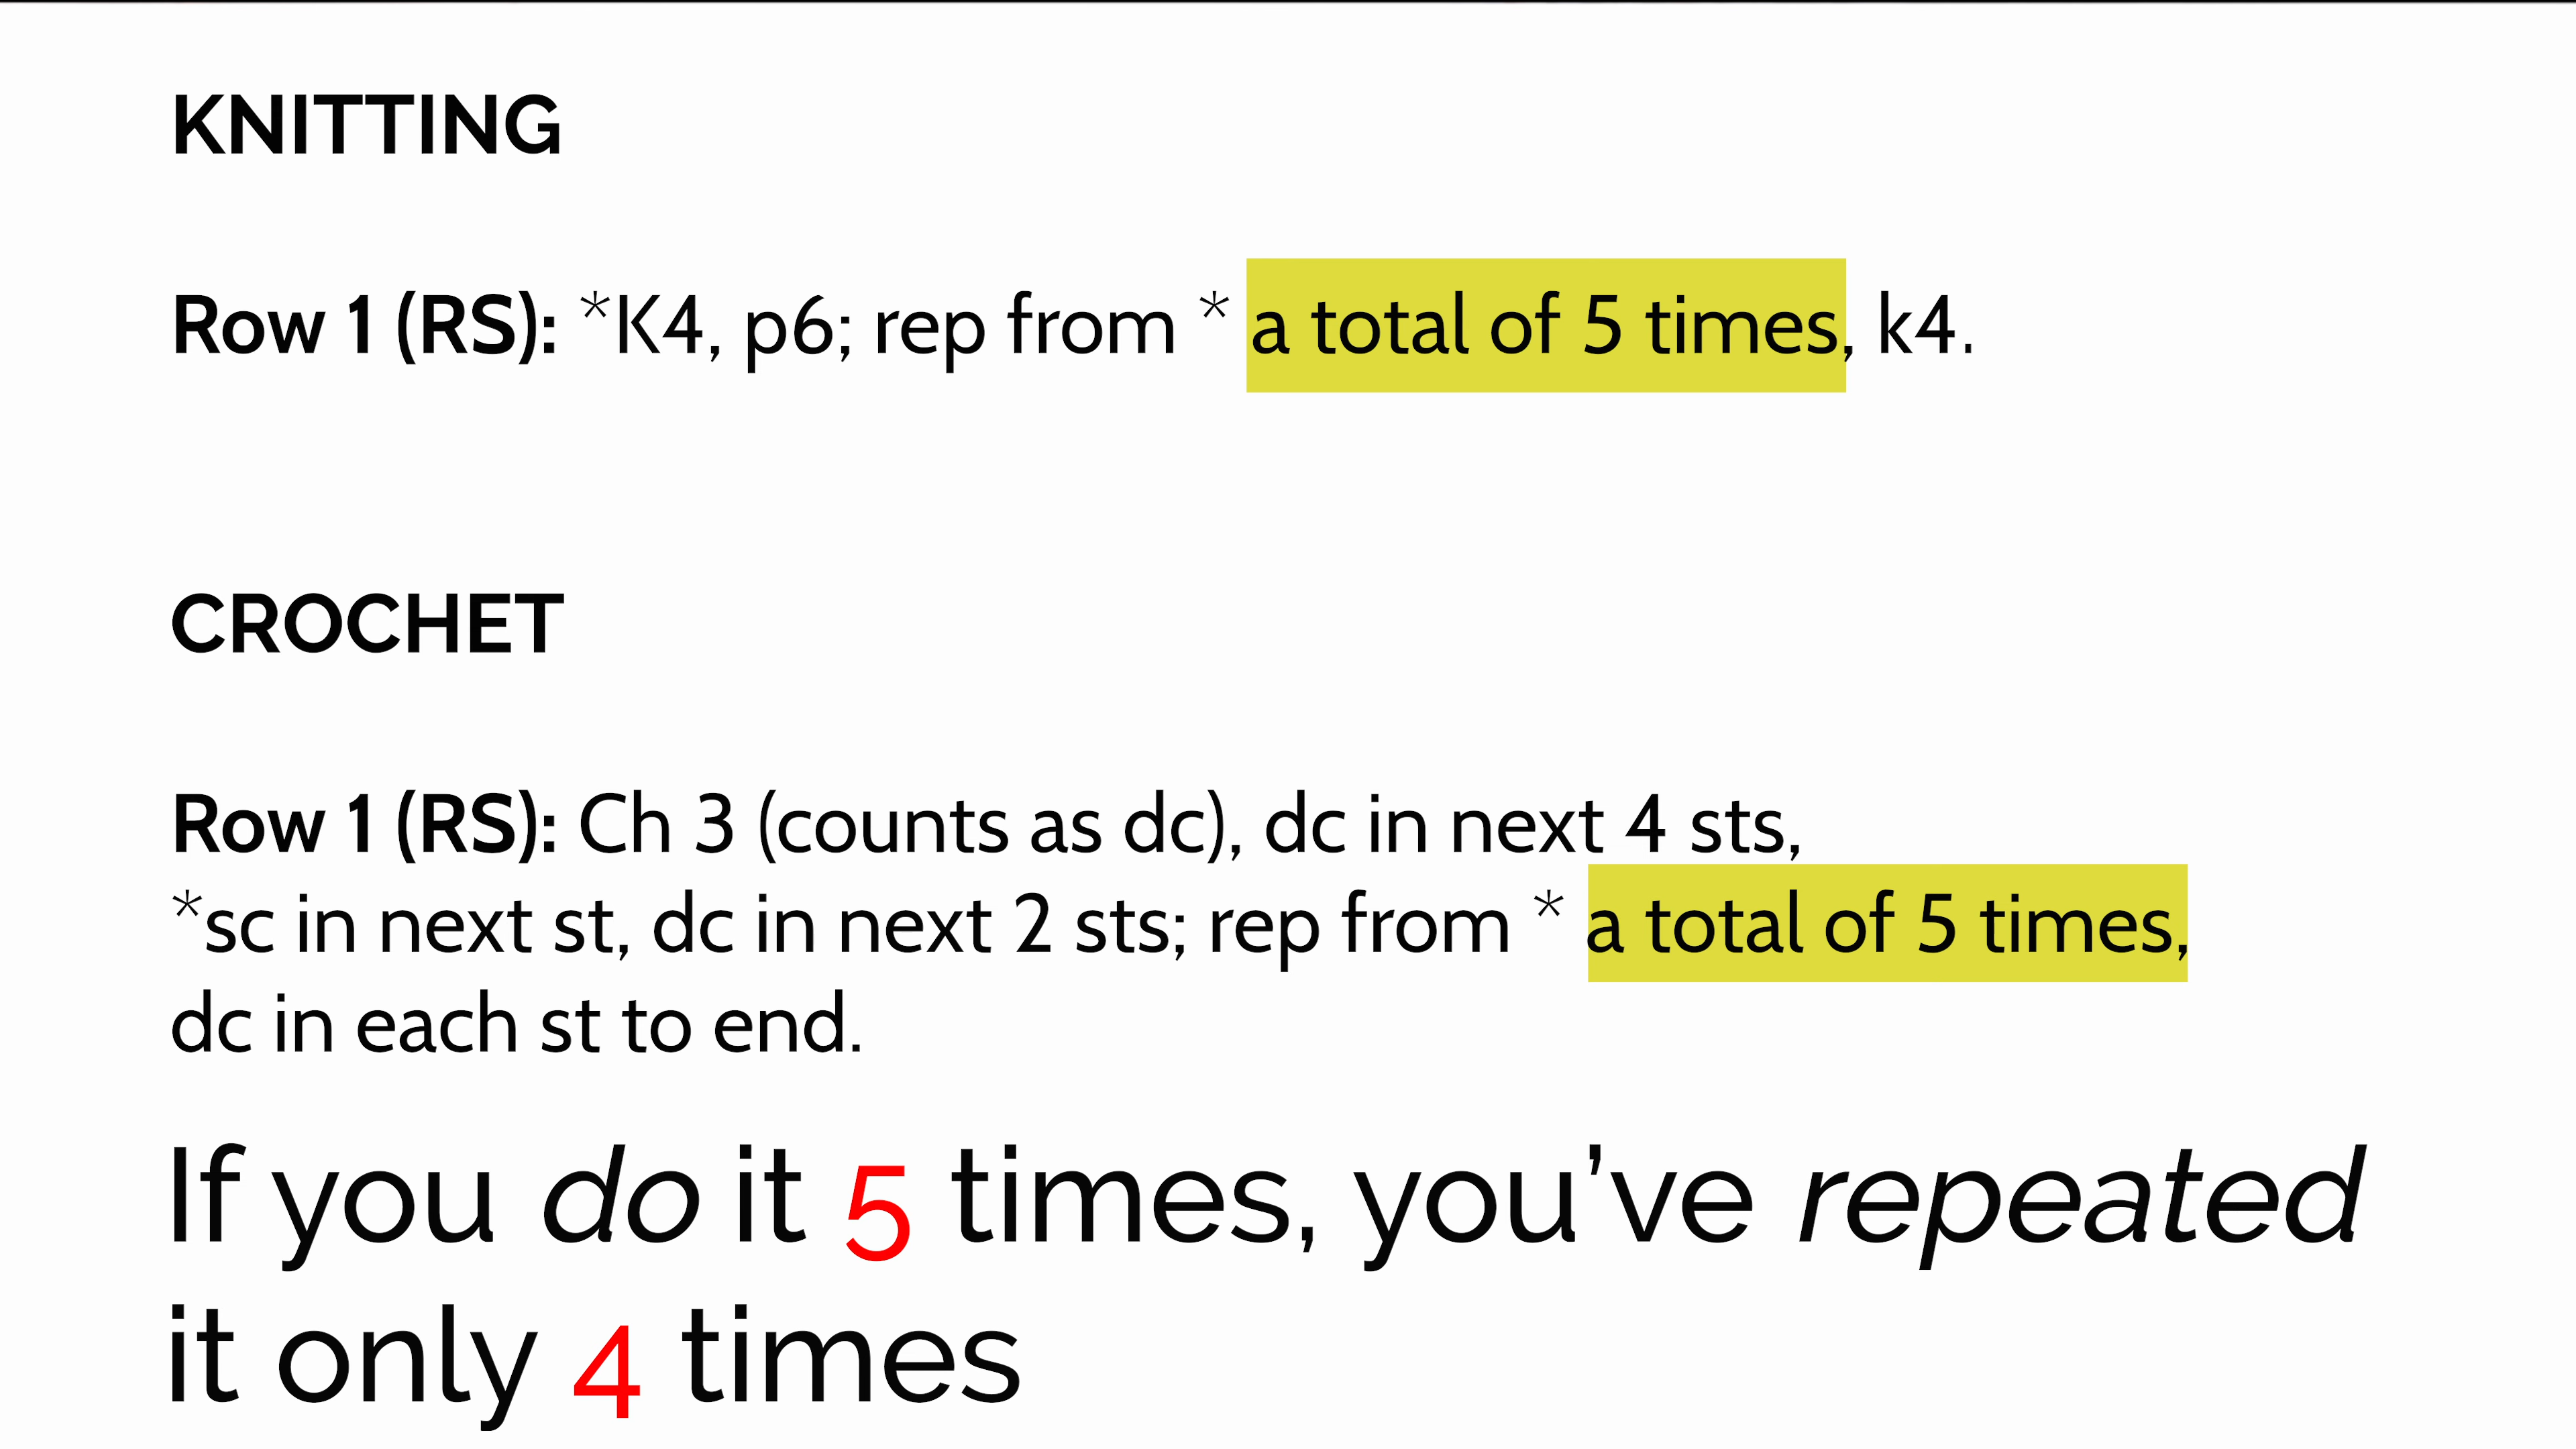 KNITTING
Row 1 (RS): *K4, p6; rep from * a total of 5 times, k4.
CROCHET
Row 1 (RS): Ch 3 (counts as dc), dc in next 4 sts,
*sc in next st, dc in next 2 sts; rep from * a total of 5 times,
dc in each st to end.
If you do it 5 times, you’ve repeated
it only 4 times